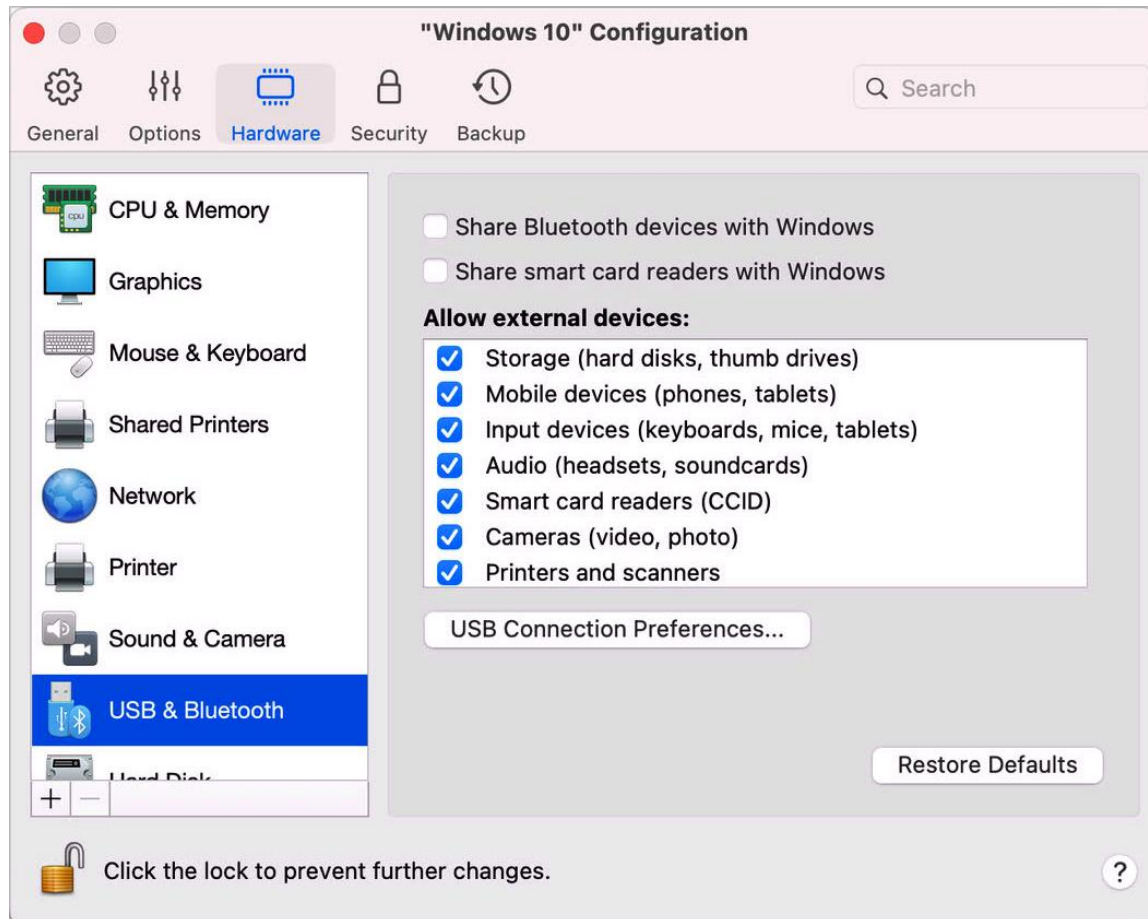 "Windows 10" Configuration
General Options Hardware Security Backup
Search
CPU & Memory
Graphics
Mouse & Keyboard
Shared Printers
Network
Printer
Sound & Camera
USB & Bluetooth
Hard Disk
Share Bluetooth devices with Windows
Share smart card readers with Windows
Allow external devices:
Storage (hard disks, thumb drives)
Mobile devices (phones, tablets)
Input devices (keyboards, mice, tablets)
Audio (headsets, soundcards)
Smart card readers (CCID)
Cameras (video, photo)
Printers and scanners
USB Connection Preferences...
Restore Defaults
Click the lock to prevent further changes.
?